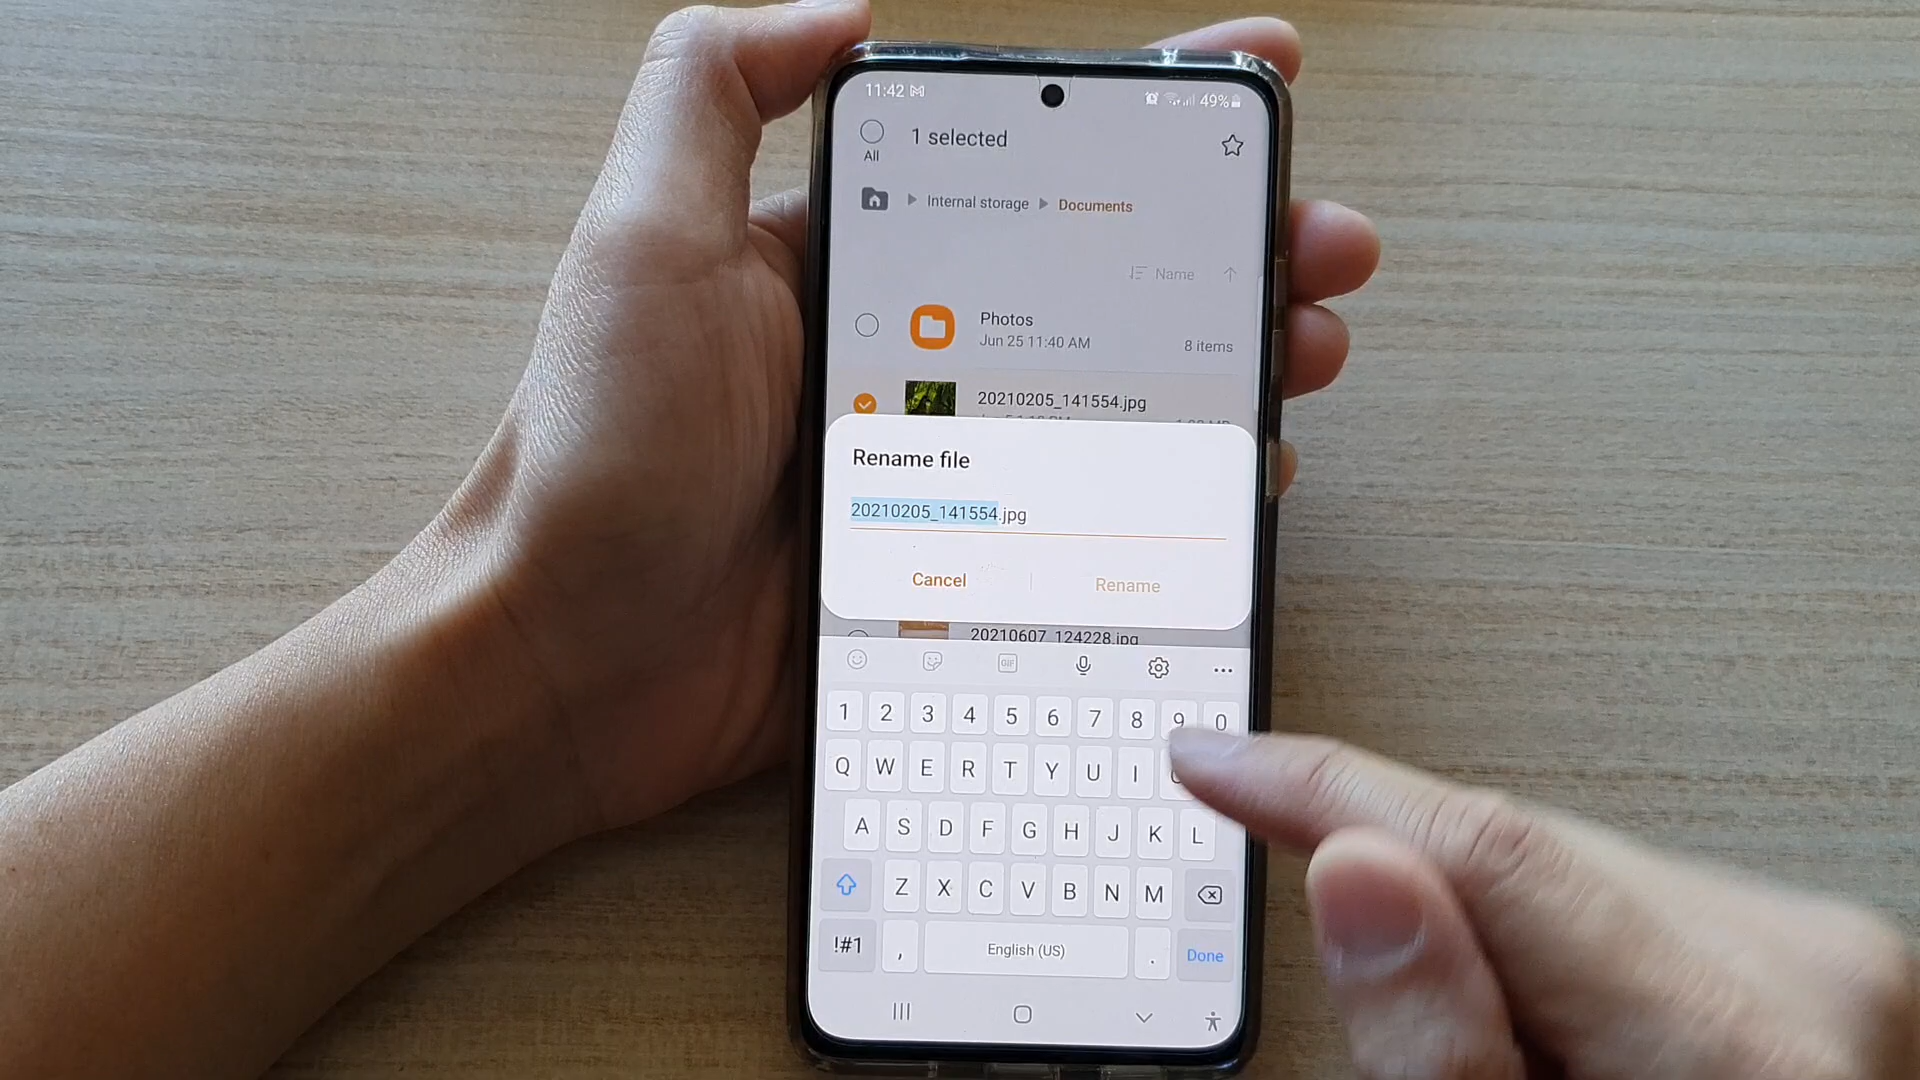 11:42 49%
1 selected
All
Internal storage Documents
Name
Photos
Jun 25 11:40 AM 8 items
20210205_141554.jpg
Rename file
20210205_141554.jpg
Cancel Rename
20210607_124228.jpg
GIF
1 2 3 4 5 6 7 8 9 0
Q W E R T Y U I
A S D F G H J K L
Z X C V B N M
!#1 , English (US) . Done